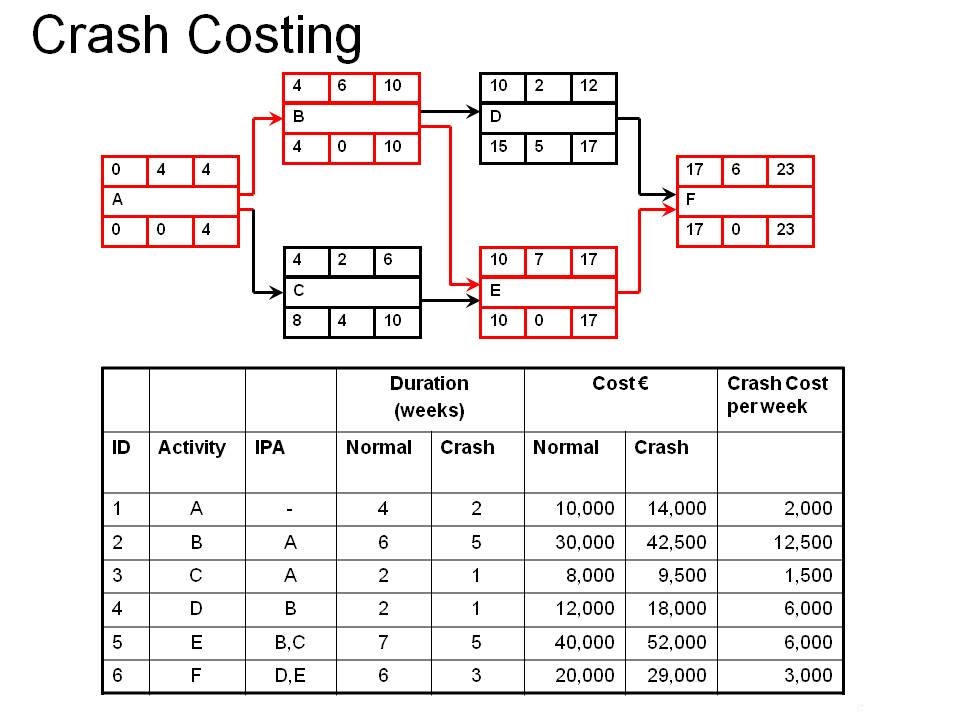 Crash Costing
4 6 10
B
4 0 10
10 2 12
D
15 5 17
0 4 4
A
0 0 4
17 6 23
F
17 0 23
4 2 6
C
8 4 10
10 7 17
E
10 0 17
Duration Cost € Crash Cost
(weeks) per week
ID Activity IPA Normal Crash Normal Crash
1 A - 4 2 10,000 14,000 2,000
2 B A 6 5 30,000 42,500 12,500
3 C A 2 1 8,000 9,500 1,500
4 D B 2 1 12,000 18,000 6,000
5 E B,C 7 5 40,000 52,000 6,000
6 F D,E 6 3 20,000 29,000 3,000